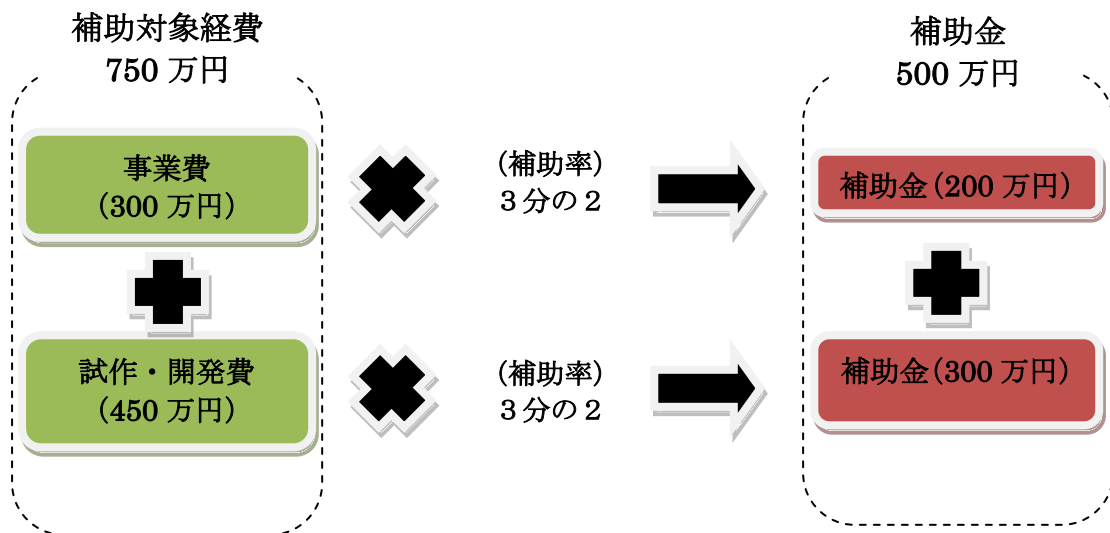 補助対象経費
750 万円
補助金
500 万円
事業費
(300 万円)
(補助率)
3分の2
補助金(200 万円)
試作・開発費
(450 万円)
(補助率)
3分の2
補助金(300 万円)